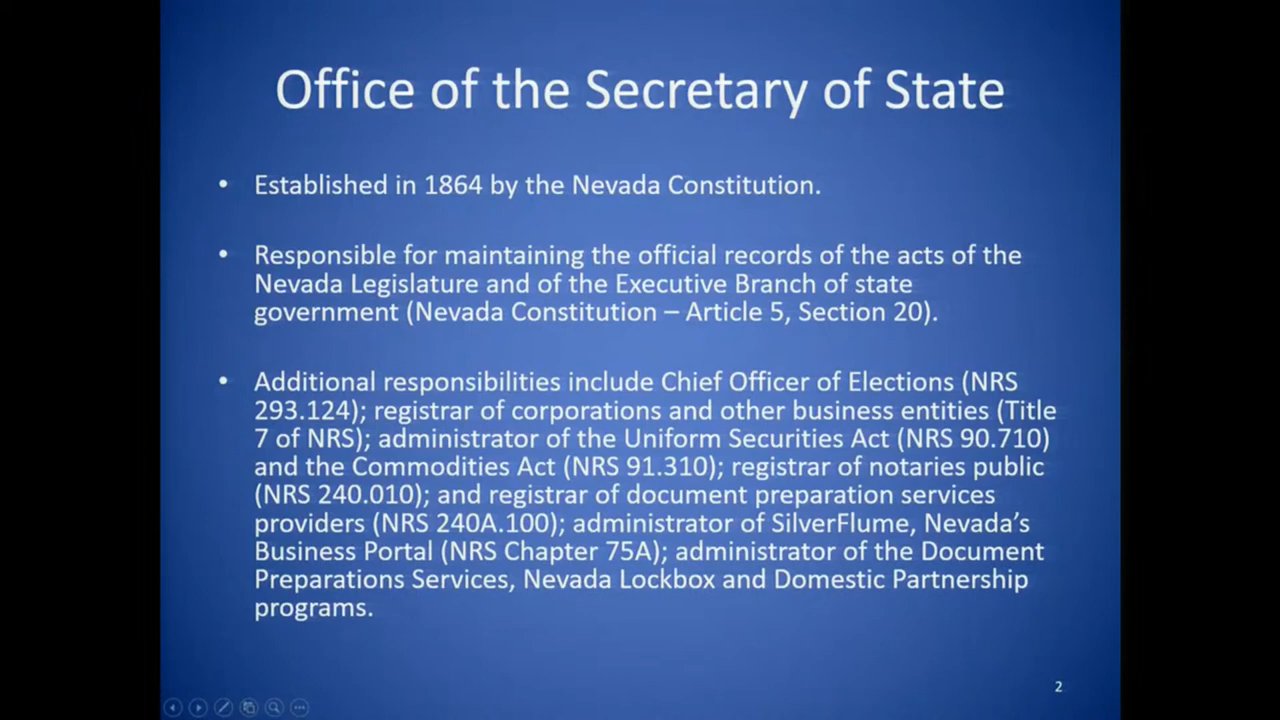 Office of the Secretary of State
• Established in 1864 by the Nevada Constitution.
• Responsible for maintaining the official records of the acts of the
Nevada Legislature and of the Executive Branch of state
government (Nevada Constitution – Article 5, Section 20).
• Additional responsibilities include Chief Officer of Elections (NRS
293.124); registrar of corporations and other business entities (Title
7 of NRS); administrator of the Uniform Securities Act (NRS 90.710)
and the Commodities Act (NRS 91.310); registrar of notaries public
(NRS 240.010); and registrar of document preparation services
providers (NRS 240A.100); administrator of SilverFlume, Nevada’s
Business Portal (NRS Chapter 75A); administrator of the Document
Preparations Services, Nevada Lockbox and Domestic Partnership
programs.
2